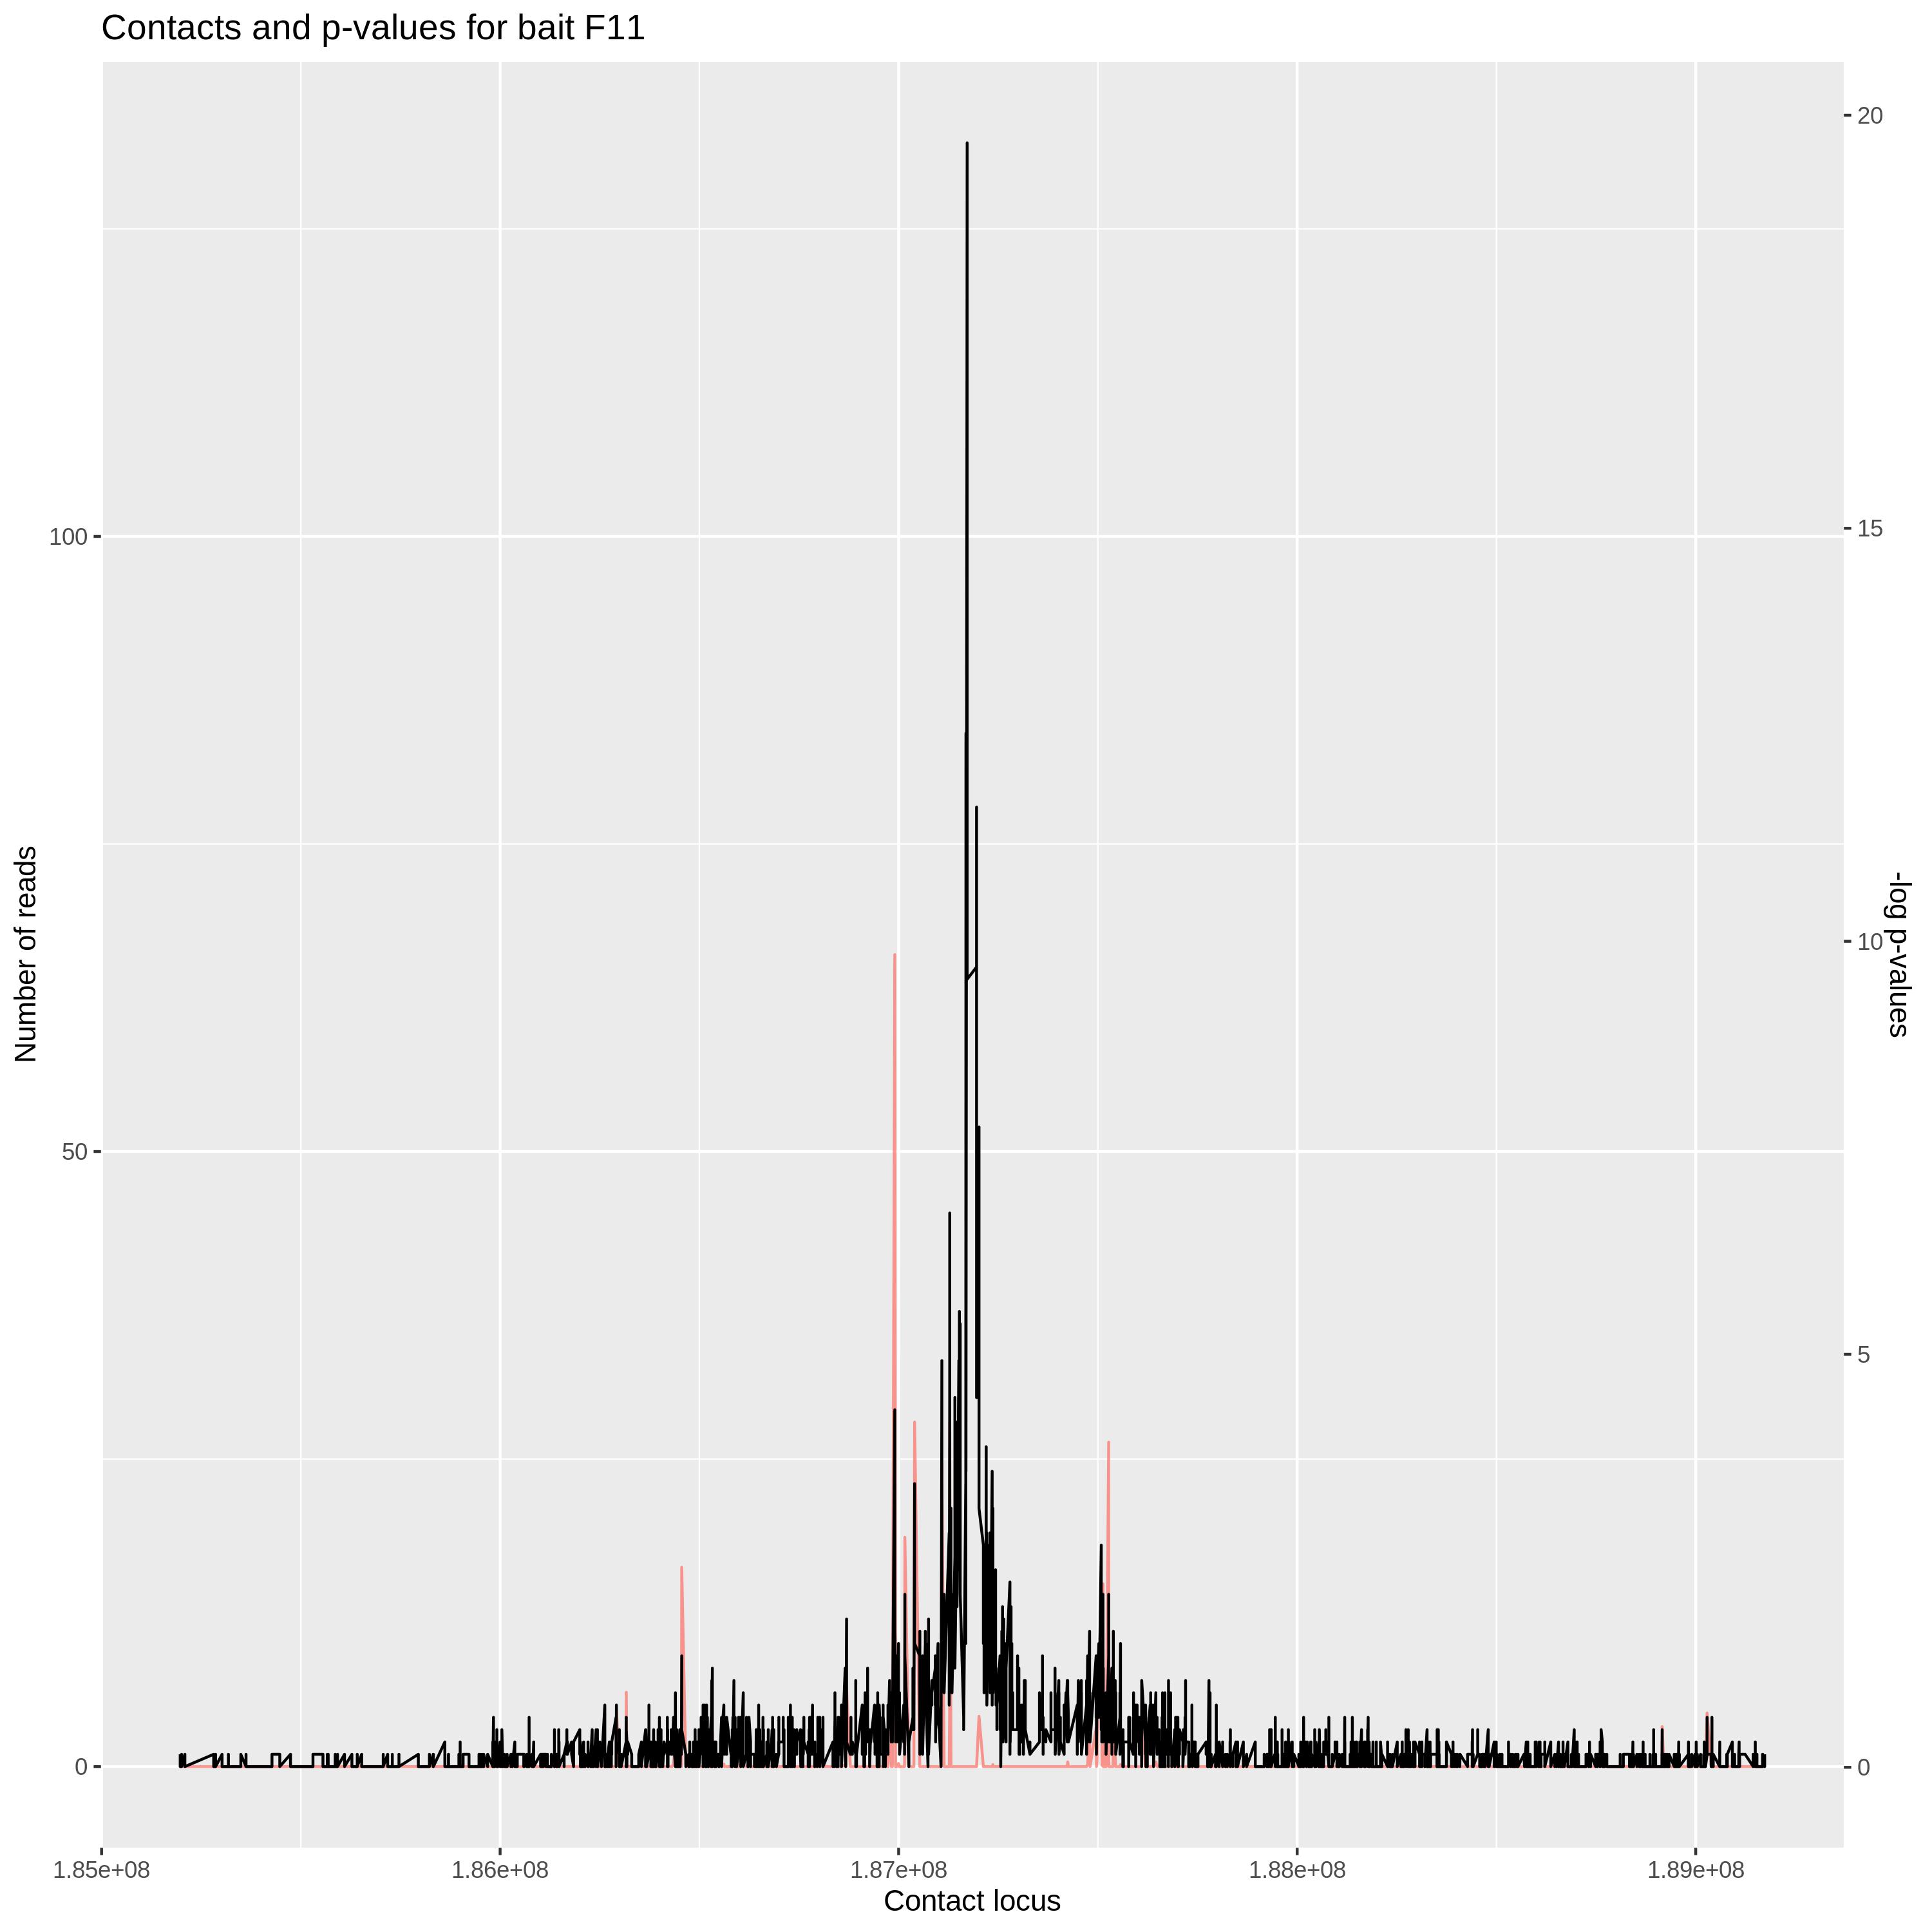 Contacts and p-values for bait F11
20
15
10
5
0
100
50
0
Number of reads
-log p-values
1.85e+08
1.86e+08
1.87e+08
1.88e+08
1.89e+08
Contact locus